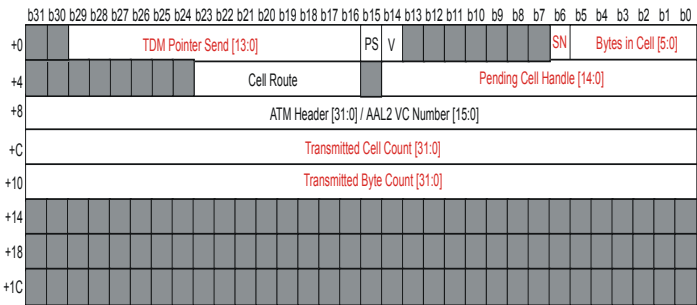 b31 b30 b29 b28 b27 b26 b25 b24 b23 b22 b21 b20 b19 b18 b17 b16 b15 b14 b13 b12 b11 b10 b9 b8 b7 b6 b5 b4 b3 b2 b1 b0
+0 TDM Pointer Send [13:0] PS V SN Bytes in Cell [5:0]
+4 Cell Route Pending Cell Handle [14:0]
+8 ATM Header [31:0] / AAL2 VC Number [15:0]
+C Transmitted Cell Count [31:0]
+10 Transmitted Byte Count [31:0]
+14
+18
+1C